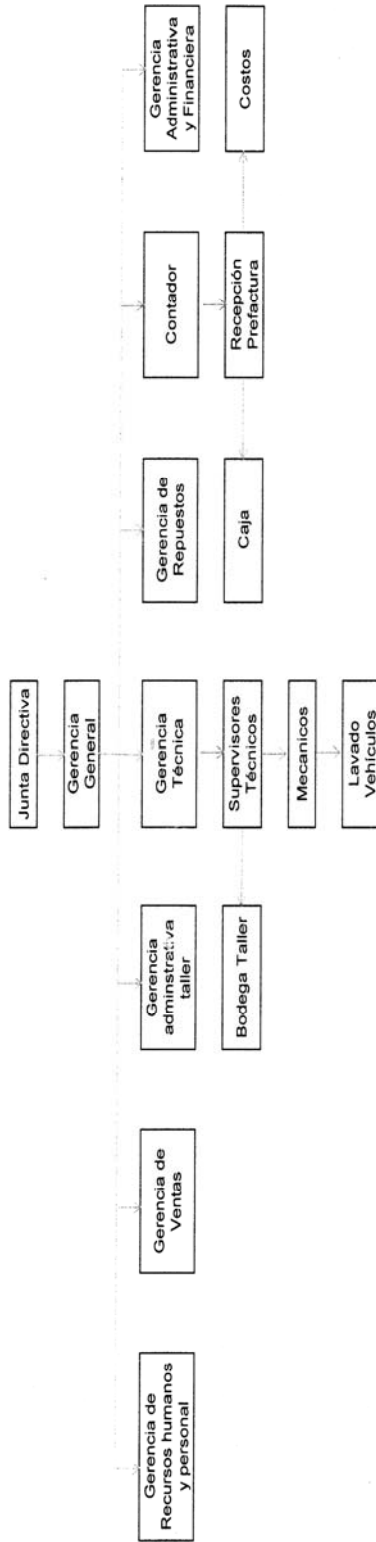 Junta Directiva
Gerencia
General
Gerencia de
Recursos humanos
y personal
Gerencia de
Ventas
Gerencia
adminstrativa
taller
Gerencia
Técnica
Gerencia de
Repuestos
Contador
Gerencia
Administrativa
y Financiera
Bodega Taller
Supervisores
Técnicos
Caja
Recepción
Prefactura
Costos
Mecanicos
Lavado
Vehículos